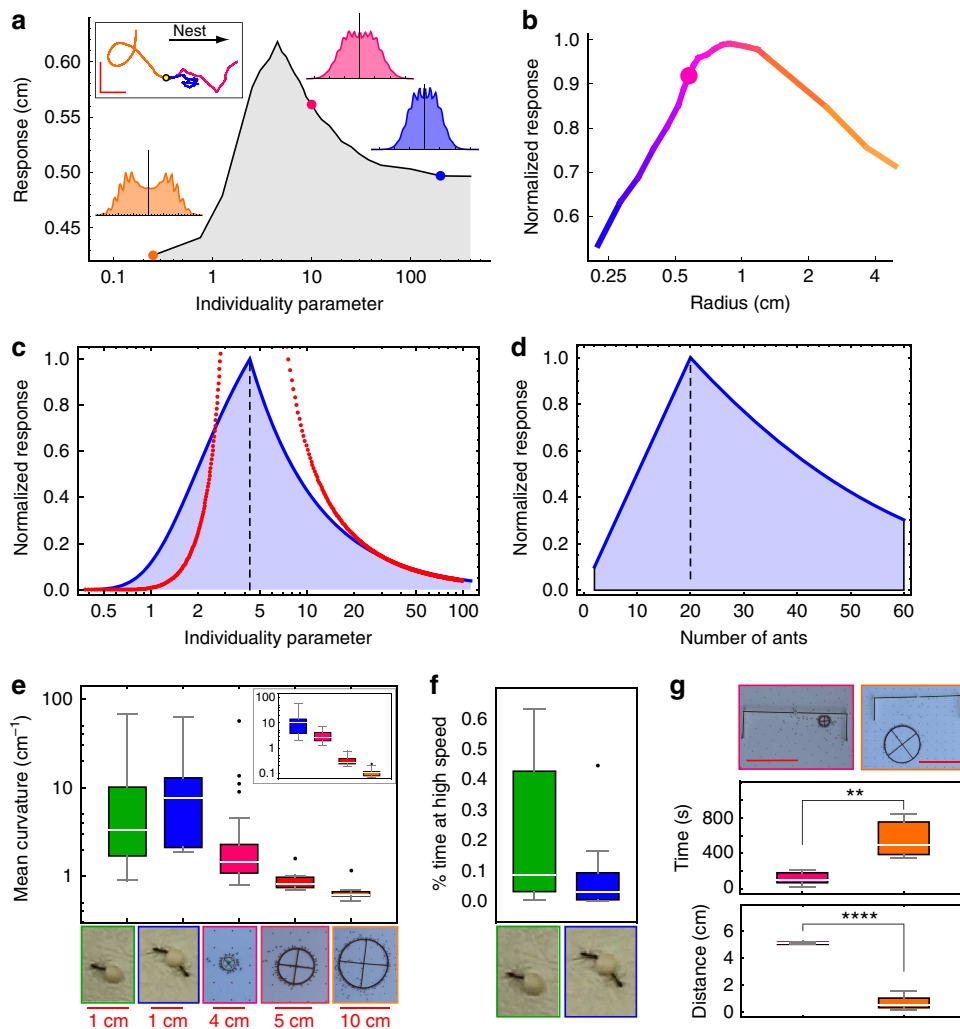 a
Nest
Response (cm)
0.60
0.55
0.50
0.45
0.1
1
10
100
Individuality parameter
b
Normalized response
1.0
0.9
0.8
0.7
0.6
0.25
0.5
1
2
4
Radius (cm)
c
Normalized response
1.0
0.8
0.6
0.4
0.2
0.0
0.5
1
2
5
10
20
50
100
Individuality parameter
d
Normalized response
1.0
0.8
0.6
0.4
0.2
0.0
0
10
20
30
40
50
60
Number of ants
e
Mean curvature (cm⁻¹)
100
10
1
100
10
1
0.1
1 cm
1 cm
4 cm
5 cm
10 cm
f
% time at high speed
0.6
0.5
0.4
0.3
0.2
0.1
0.0
g
Time (s)
800
400
0
**
Distance (cm)
6
4
2
0
****